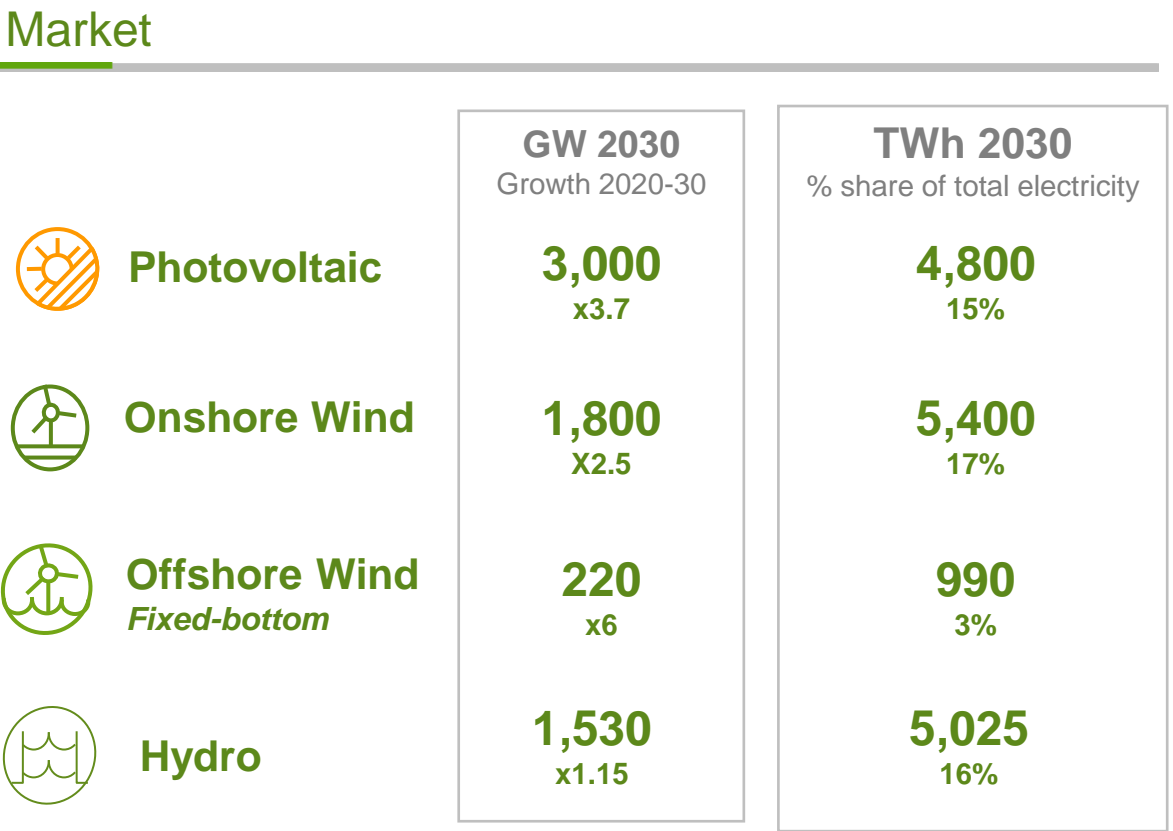 Market
GW 2030
Growth 2020-30
TWh 2030
% share of total electricity
Photovoltaic
3,000
x3.7
4,800
15%
Onshore Wind
1,800
X2.5
5,400
17%
Offshore Wind
Fixed-bottom
220
x6
990
3%
Hydro
1,530
x1.15
5,025
16%